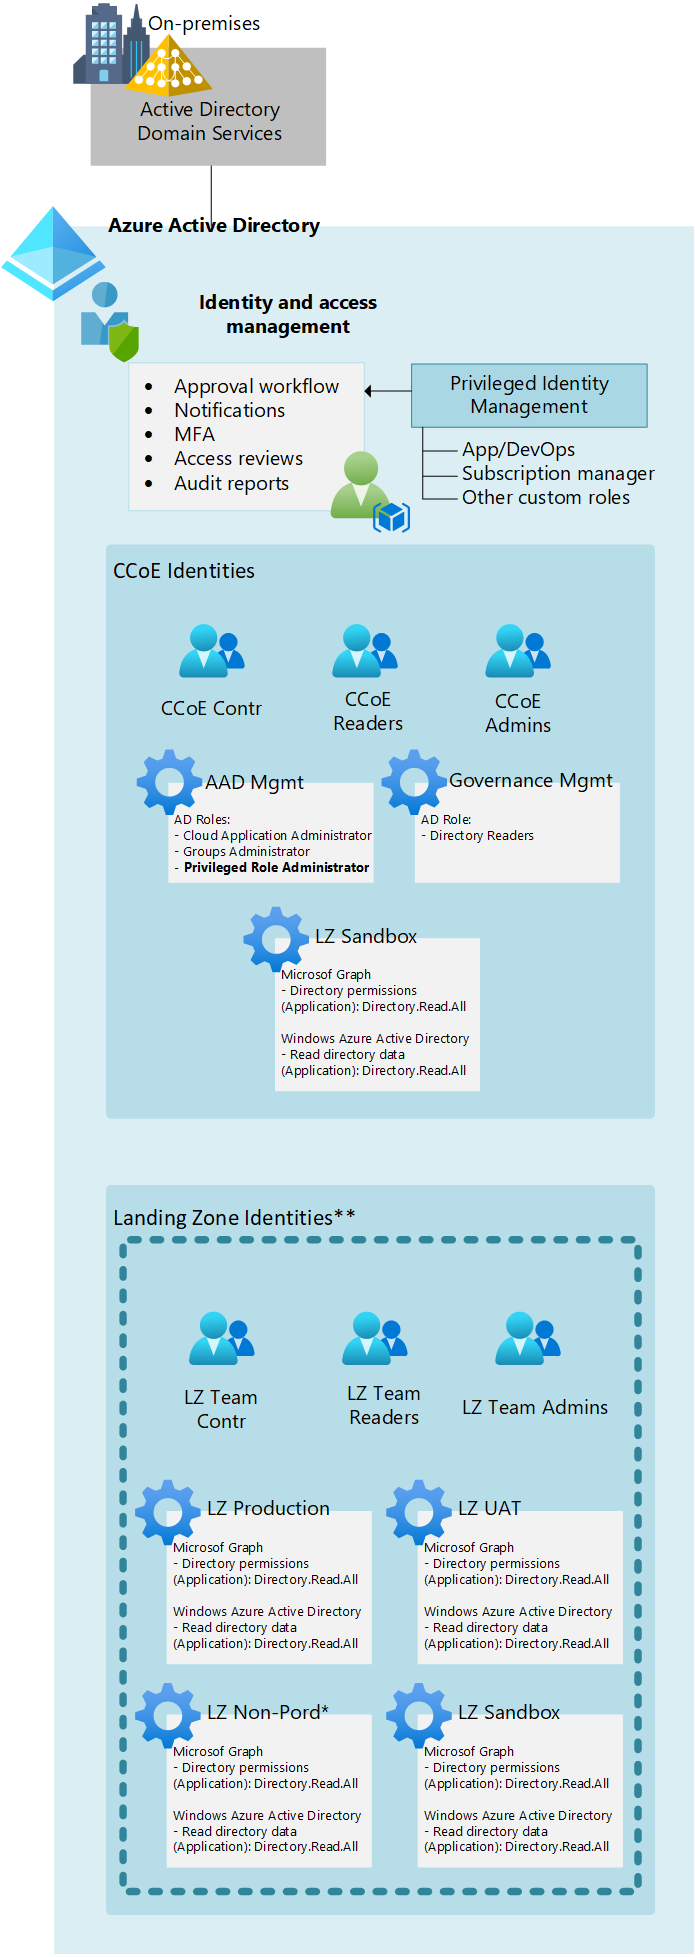 On-premises
Active Directory
Domain Services
Azure Active Directory
Identity and access
management
• Approval workflow
• Notifications
• MFA
• Access reviews
• Audit reports
Privileged Identity
Management
App/DevOps
Subscription manager
Other custom roles
CCoE Identities
CCoE Contr
CCoE
Readers
CCoE
Admins
AAD Mgmt
AD Roles:
- Cloud Application Administrator
- Groups Administrator
- Privileged Role Administrator
Governance Mgmt
AD Role:
- Directory Readers
LZ Sandbox
Microsof Graph
- Directory permissions
(Application): Directory.Read.All
Windows Azure Active Directory
- Read directory data
(Application): Directory.Read.All
Landing Zone Identities**
LZ Team
Contr
LZ Team
Readers
LZ Team Admins
LZ Production
Microsof Graph
- Directory permissions
(Application): Directory.Read.All
Windows Azure Active Directory
- Read directory data
(Application): Directory.Read.All
LZ UAT
Microsof Graph
- Directory permissions
(Application): Directory.Read.All
Windows Azure Active Directory
- Read directory data
(Application): Directory.Read.All
LZ Non-Pord*
Microsof Graph
- Directory permissions
(Application): Directory.Read.All
Windows Azure Active Directory
- Read directory data
(Application): Directory.Read.All
LZ Sandbox
Microsof Graph
- Directory permissions
(Application): Directory.Read.All
Windows Azure Active Directory
- Read directory data
(Application): Directory.Read.All